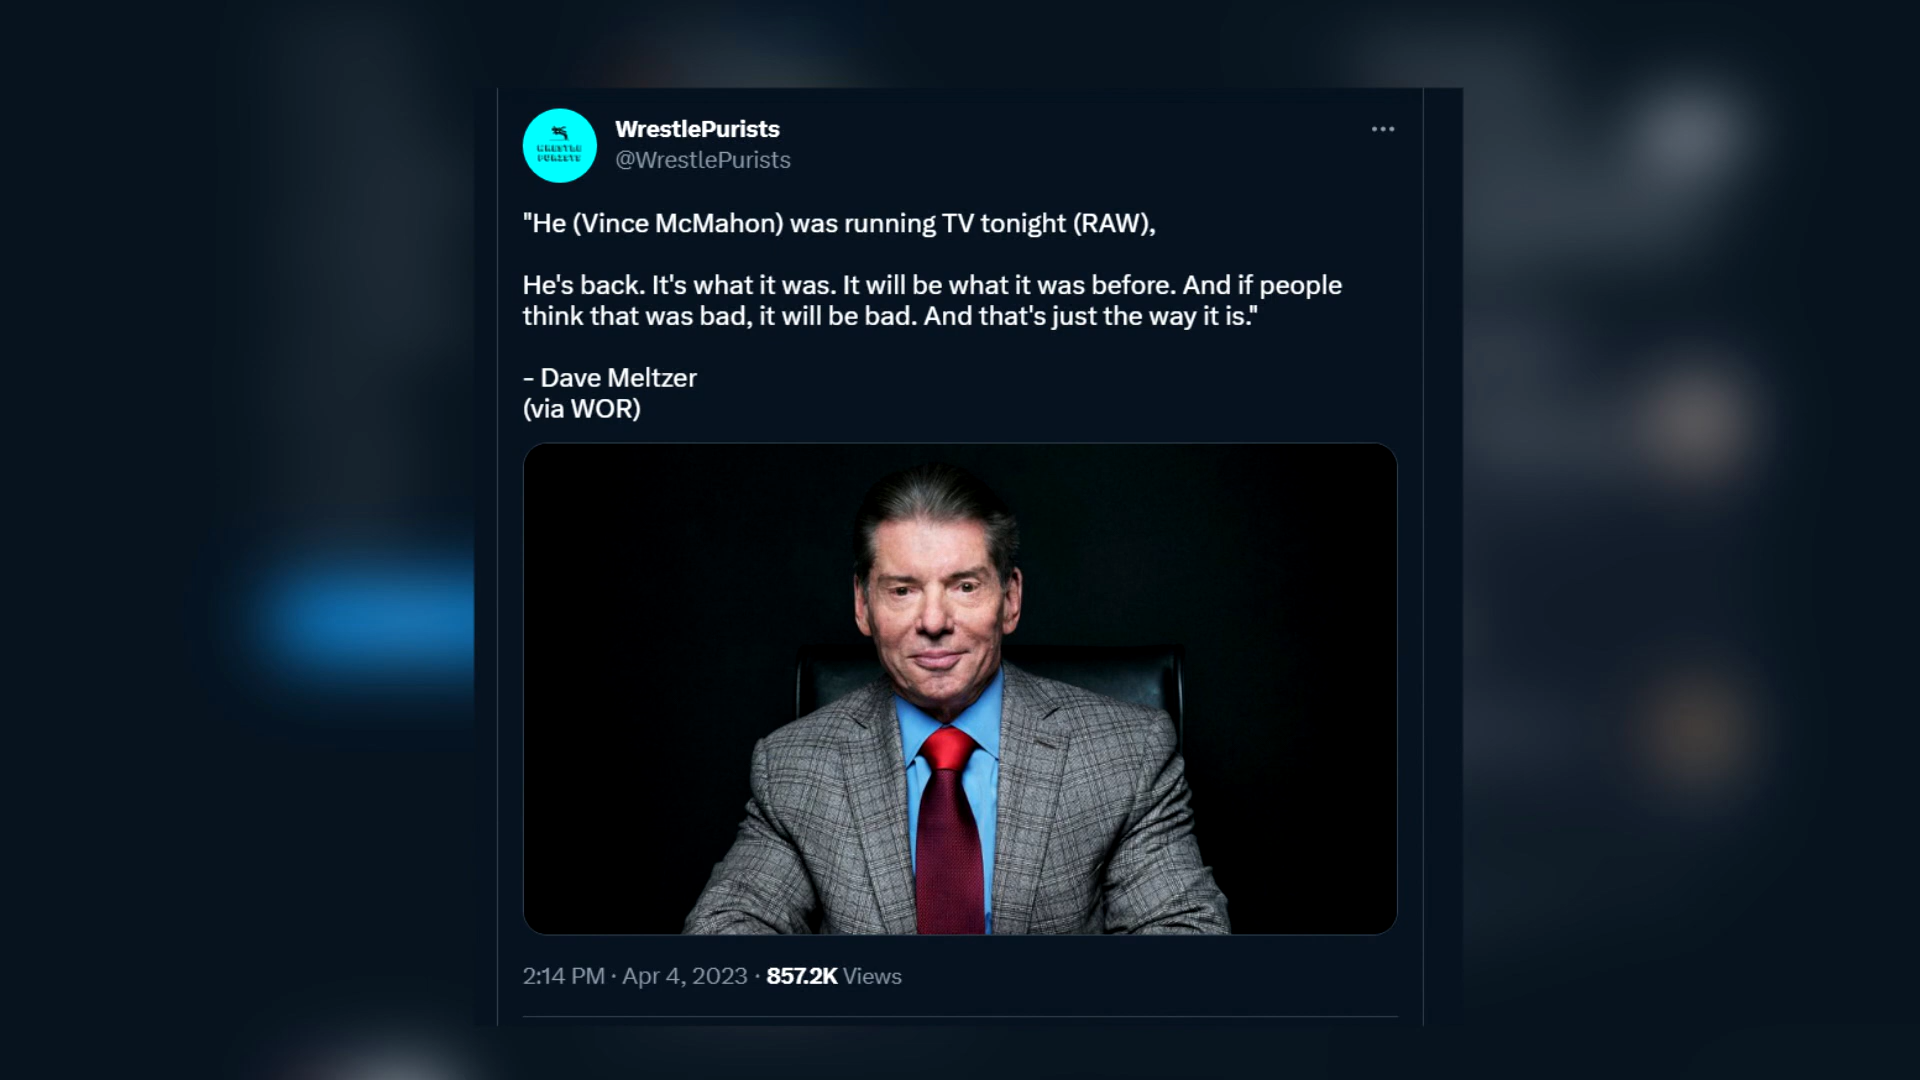 WRESTLE
PURISTS
WrestlePurists
@WrestlePurists
"He (Vince McMahon) was running TV tonight (RAW),
He's back. It's what it was. It will be what it was before. And if people
think that was bad, it will be bad. And that's just the way it is."
– Dave Meltzer
(via WOR)
2:14 PM · Apr 4, 2023 · 857.2K Views